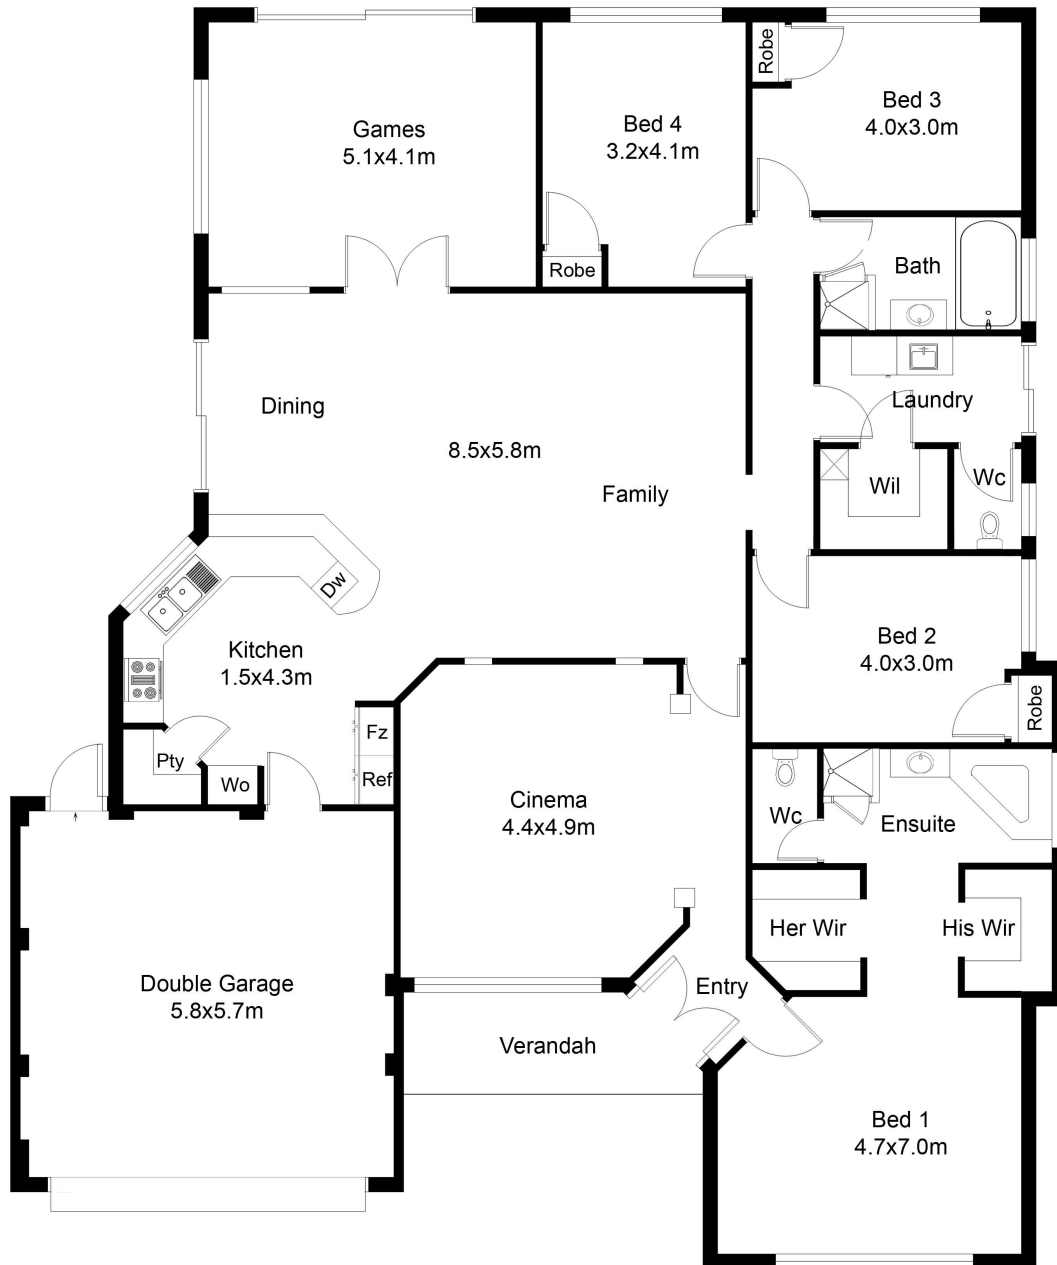 Robe
Bed 3
4.0x3.0m
Games
5.1x4.1m
Bed 4
3.2x4.1m
Robe
Bath
Dining
Laundry
8.5x5.8m
Family
Wil
Wc
Dw
Kitchen
1.5x4.3m
Bed 2
4.0x3.0m
Robe
Fz
Pty
Wo
Ref
Cinema
4.4x4.9m
Wc
Ensuite
Her Wir
His Wir
Double Garage
5.8x5.7m
Entry
Verandah
Bed 1
4.7x7.0m